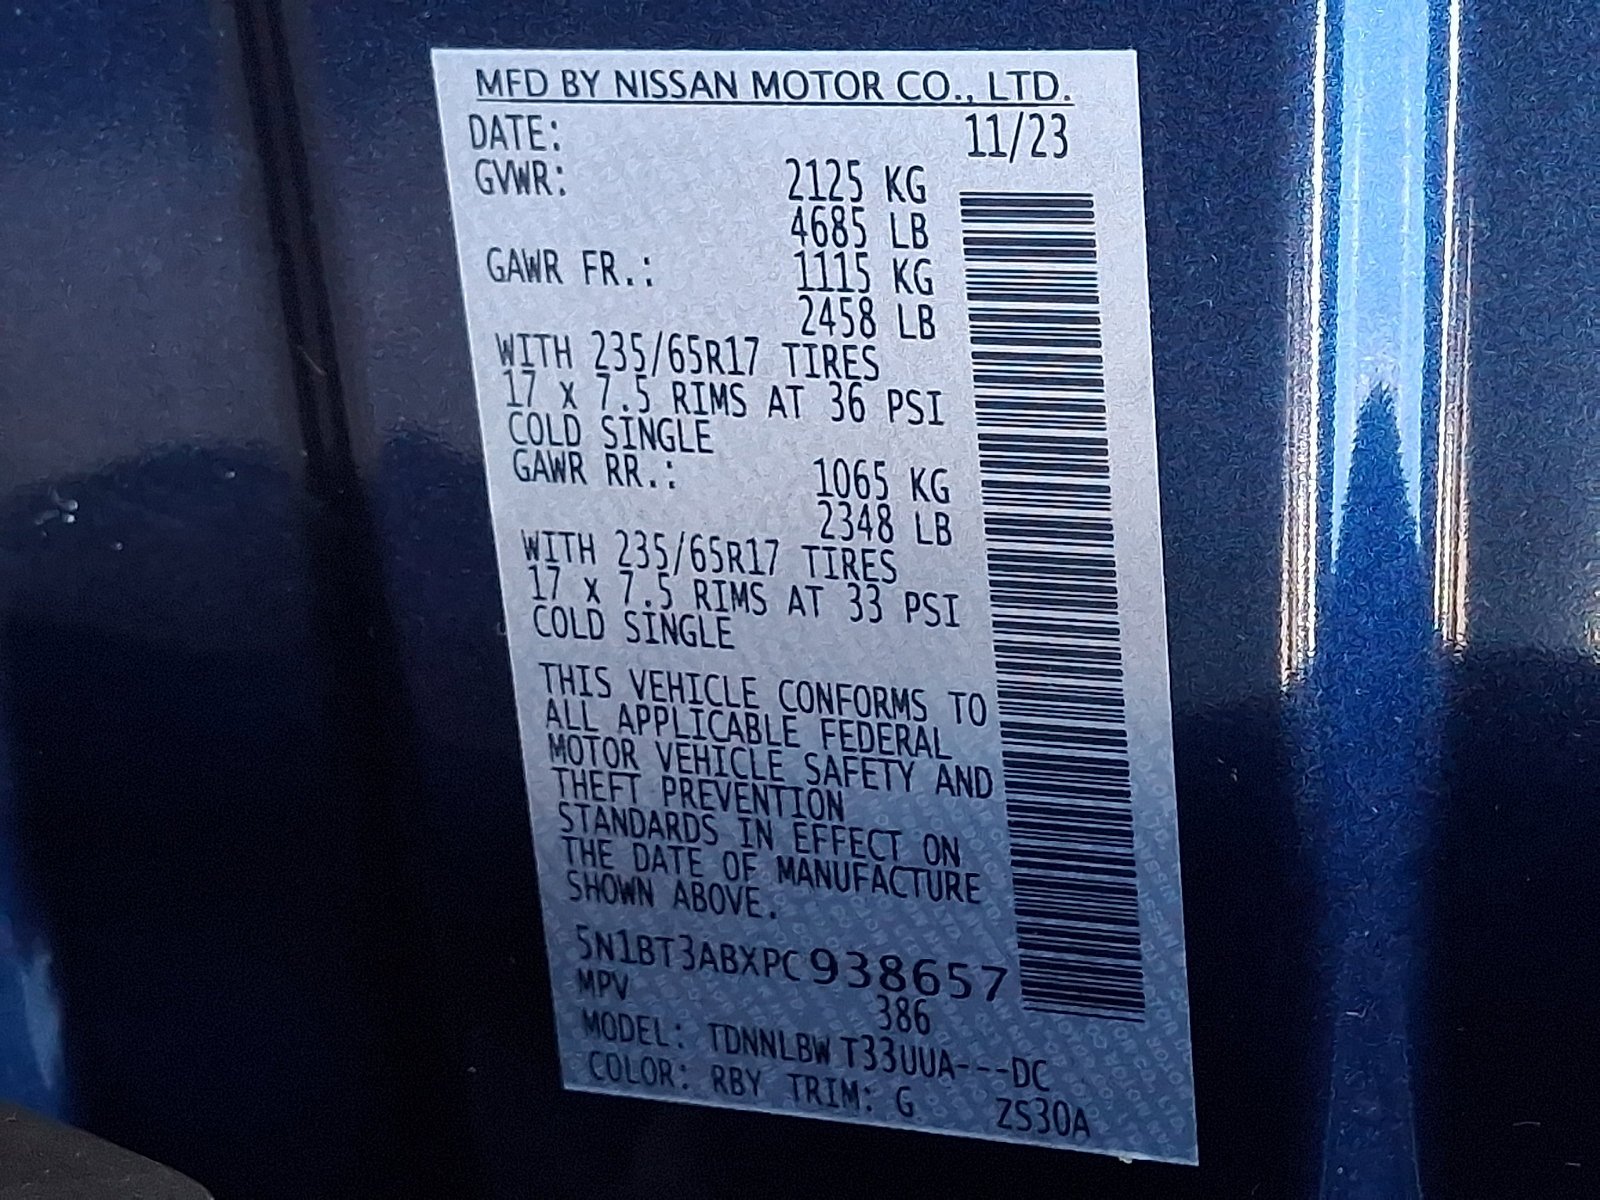 MFD BY NISSAN MOTOR CO., LTD.
DATE: 11/23
GVWR: 2125 KG
4685 LB
GAWR FR.: 1115 KG
2458 LB
WITH 235/65R17 TIRES
17 x 7.5 RIMS AT 36 PSI
COLD SINGLE
GAWR RR.: 1065 KG
2348 LB
WITH 235/65R17 TIRES
17 x 7.5 RIMS AT 33 PSI
COLD SINGLE
THIS VEHICLE CONFORMS TO
ALL APPLICABLE FEDERAL
MOTOR VEHICLE SAFETY AND
THEFT PREVENTION
STANDARDS IN EFFECT ON
THE DATE OF MANUFACTURE
SHOWN ABOVE.
5N1BT3ABXPC938657
MPV 386
MODEL: TDNNLBW T33UUA---DC
COLOR: RBY TRIM: G ZS30A